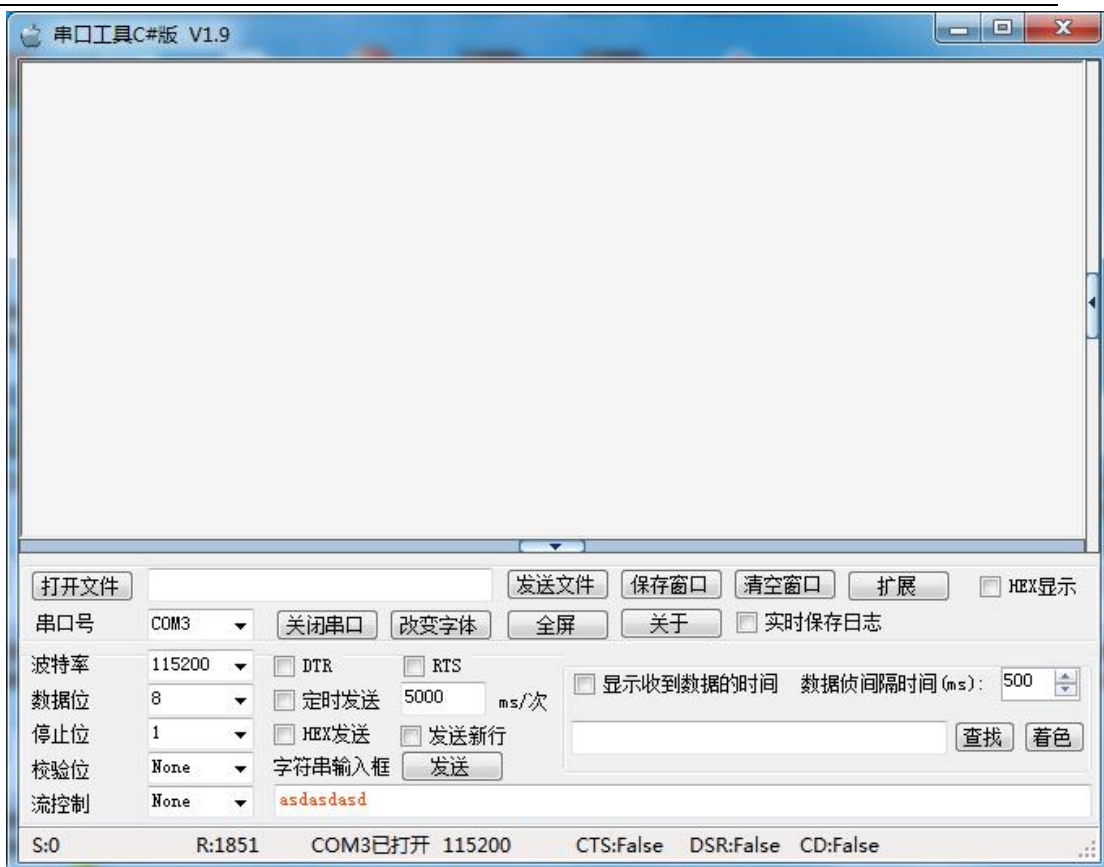 串口工具C#版 V1.9
打开文件 发送文件 保存窗口 清空窗口 扩展 HEX显示
串口号 COM3 关闭串口 改变字体 全屏 关于 实时保存日志
波特率 115200 DTR RTS
显示收到数据的时间 数据侦间隔时间(ms): 500
数据位 8 定时发送 5000 ms/次
停止位 1 HEX发送 发送新行 查找 着色
校验位 None 字符串输入框 发送
流控制 None asdasdasd
S:0 R:1851 COM3已打开 115200 CTS:False DSR:False CD:False